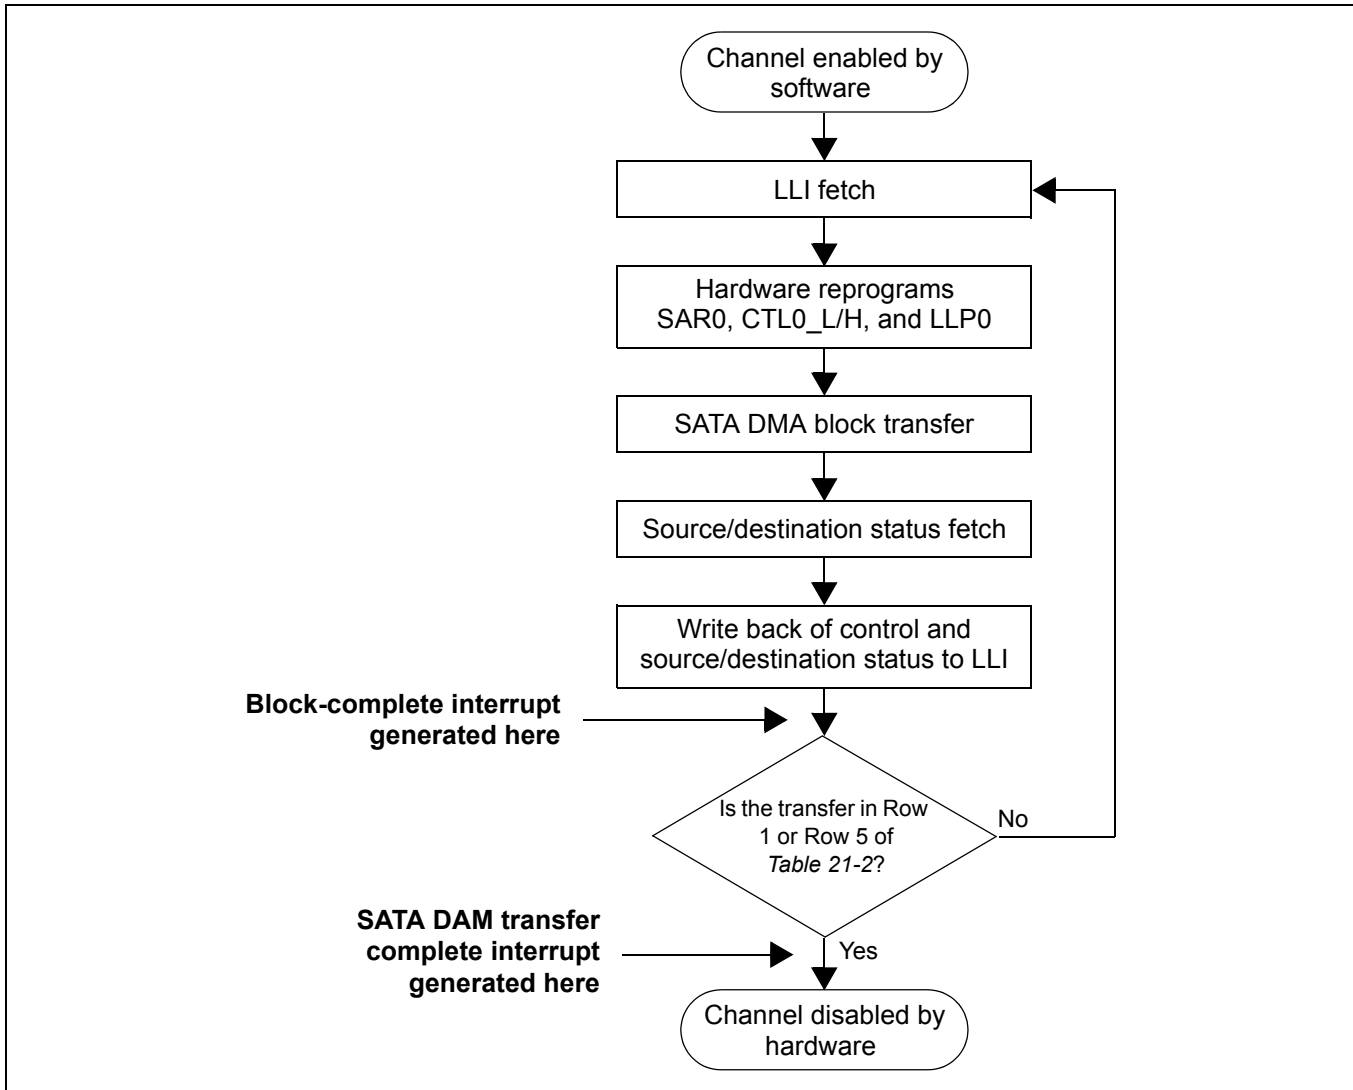 Channel enabled by
software
LLI fetch
Hardware reprograms
SAR0, CTL0_L/H, and LLP0
SATA DMA block transfer
Source/destination status fetch
Write back of control and
source/destination status to LLI
Block-complete interrupt
generated here
Is the transfer in Row
1 or Row 5 of
Table 21-2?
No
SATA DAM transfer
complete interrupt
generated here
Yes
Channel disabled by
hardware